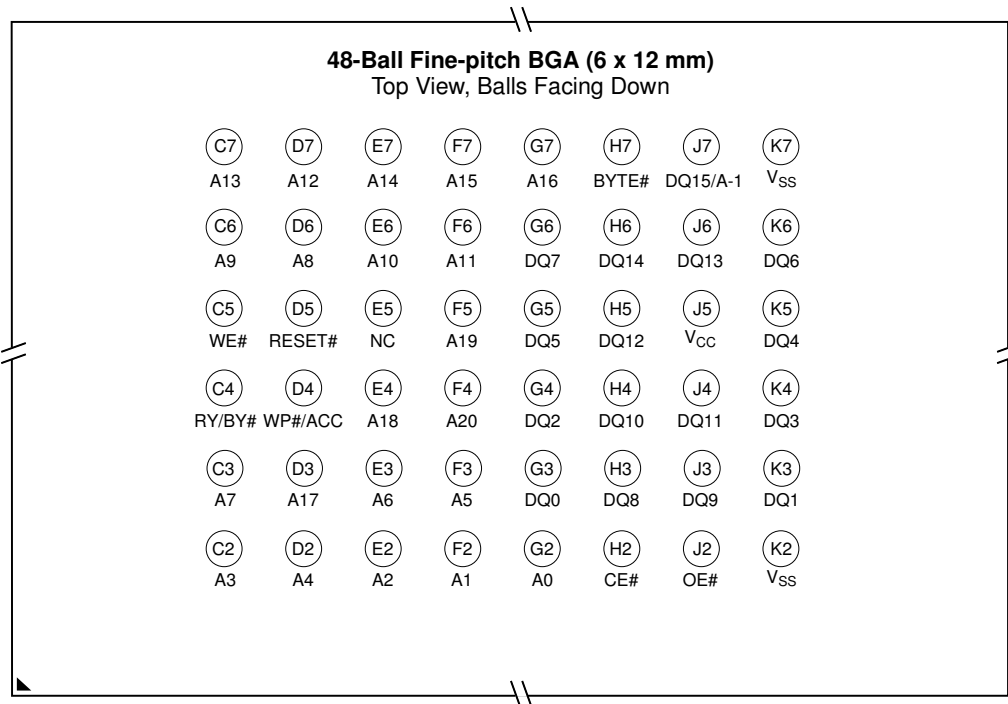 48-Ball Fine-pitch BGA (6 x 12 mm)
Top View, Balls Facing Down
C7 D7 E7 F7 G7 H7 J7 K7
A13 A12 A14 A15 A16 BYTE# DQ15/A-1 VSS
C6 D6 E6 F6 G6 H6 J6 K6
A9 A8 A10 A11 DQ7 DQ14 DQ13 DQ6
C5 D5 E5 F5 G5 H5 J5 K5
WE# RESET# NC A19 DQ5 DQ12 VCC DQ4
C4 D4 E4 F4 G4 H4 J4 K4
RY/BY# WP#/ACC A18 A20 DQ2 DQ10 DQ11 DQ3
C3 D3 E3 F3 G3 H3 J3 K3
A7 A17 A6 A5 DQ0 DQ8 DQ9 DQ1
C2 D2 E2 F2 G2 H2 J2 K2
A3 A4 A2 A1 A0 CE# OE# VSS